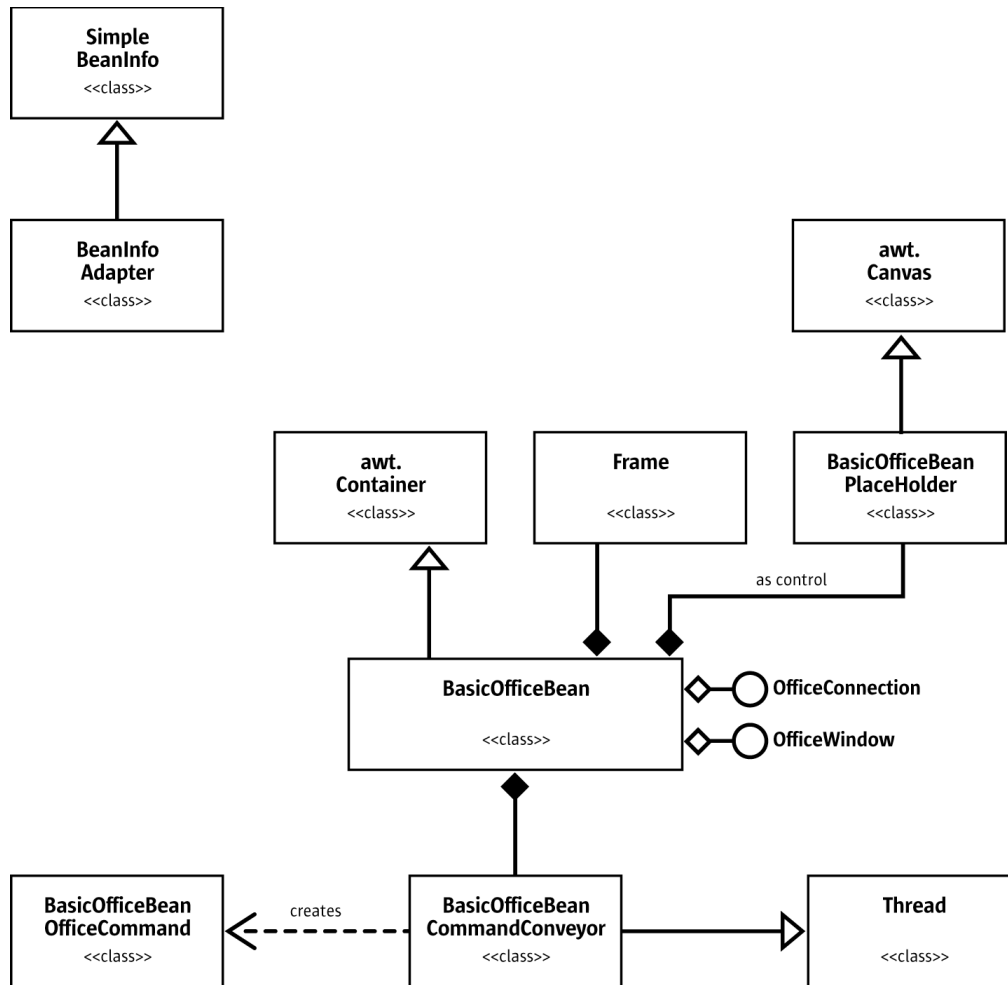 Simple
BeanInfo
<<class>>
BeanInfo
Adapter
<<class>>
awt.
Canvas
<<class>>
awt.
Container
<<class>>
Frame
<<class>>
BasicOfficeBean
PlaceHolder
<<class>>
as control
BasicOfficeBean
<<class>>
OfficeConnection
OfficeWindow
BasicOfficeBean
OfficeCommand
<<class>>
creates
BasicOfficeBean
CommandConveyor
<<class>>
Thread
<<class>>